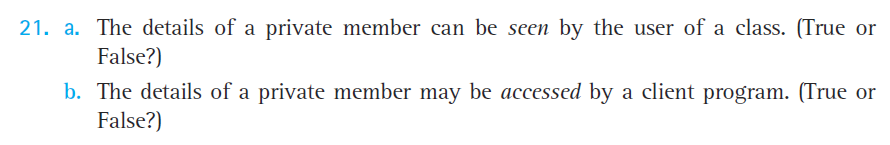 21. a. The details of a private member can be seen by the user of a class. (True or
False?)
b. The details of a private member may be accessed by a client program. (True or
False?)